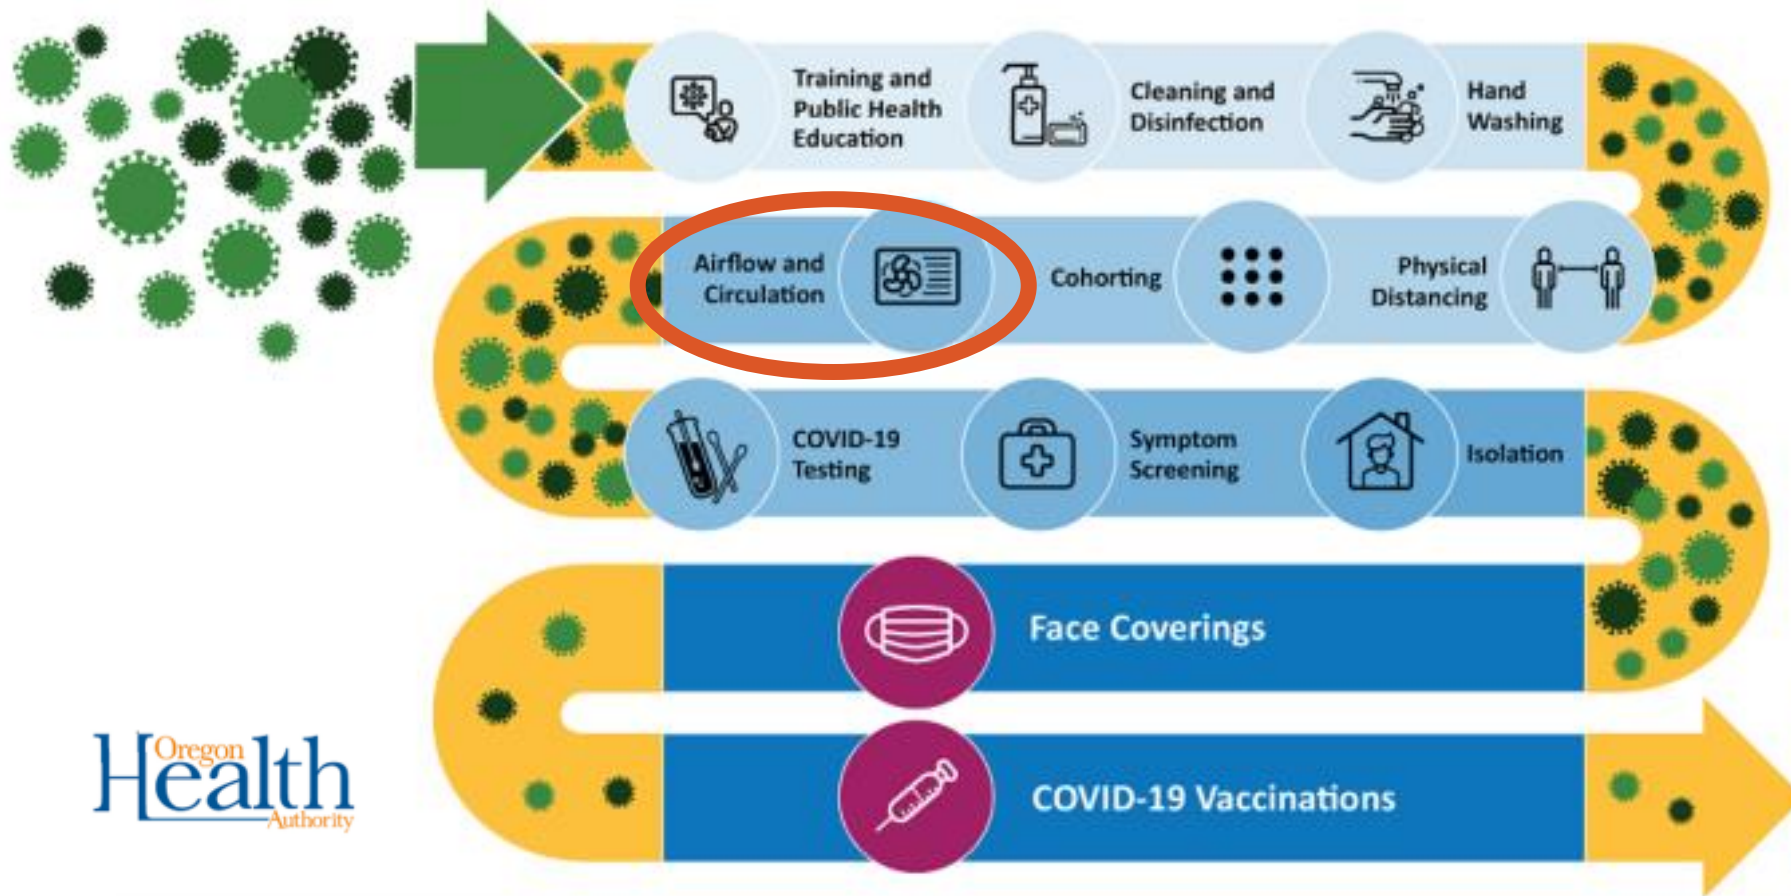 Training and
Public Health
Education
Cleaning and
Disinfection
Hand
Washing
Airflow and
Circulation
Cohorting
Physical
Distancing
COVID-19
Testing
Symptom
Screening
Isolation
Face Coverings
COVID-19 Vaccinations
Oregon
Health
Authority